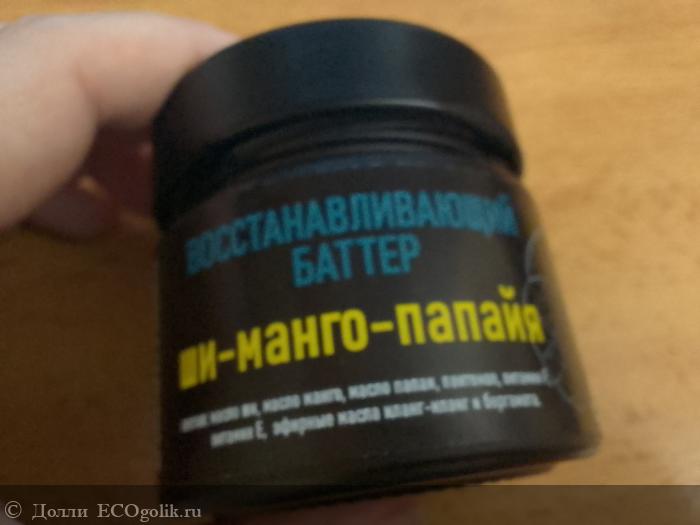 ВОССТАНАВЛИВАЮЩИЙ
БАТТЕР
ши-манго-папайя
масло ши, масло манго, масло папаи, пантенол, витамин
витамин Е, эфирные масла иланг-иланг и бергамота.
© Долли ECOgolik.ru